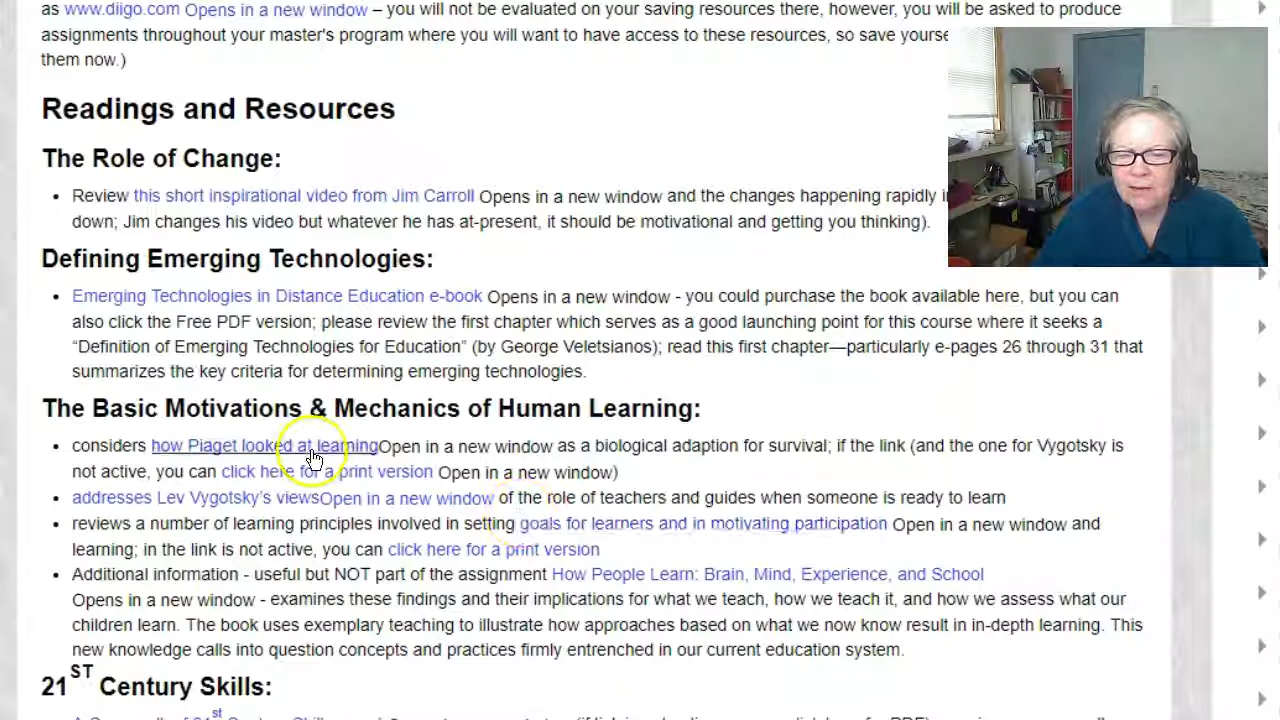 as www.diigo.com Opens in a new window – you will not be evaluated on your saving resources there, however, you will be asked to produce
assignments throughout your master's program where you will want to have access to these resources, so save yourse
them now.)
Readings and Resources
The Role of Change:
• Review this short inspirational video from Jim Carroll Opens in a new window and the changes happening rapidly i
down; Jim changes his video but whatever he has at-present, it should be motivational and getting you thinking).
Defining Emerging Technologies:
• Emerging Technologies in Distance Education e-book Opens in a new window - you could purchase the book available here, but you can
also click the Free PDF version; please review the first chapter which serves as a good launching point for this course where it seeks a
“Definition of Emerging Technologies for Education” (by George Veletsianos); read this first chapter—particularly e-pages 26 through 31 that
summarizes the key criteria for determining emerging technologies.
The Basic Motivations & Mechanics of Human Learning:
• considers how Piaget looked at learningOpen in a new window as a biological adaption for survival; if the link (and the one for Vygotsky is
not active, you can click here for a print version Open in a new window)
• addresses Lev Vygotsky's viewsOpen in a new window of the role of teachers and guides when someone is ready to learn
• reviews a number of learning principles involved in setting goals for learners and in motivating participation Open in a new window and
learning; in the link is not active, you can click here for a print version
• Additional information - useful but NOT part of the assignment How People Learn: Brain, Mind, Experience, and School
Opens in a new window - examines these findings and their implications for what we teach, how we teach it, and how we assess what our
children learn. The book uses exemplary teaching to illustrate how approaches based on what we now know result in in-depth learning. This
new knowledge calls into question concepts and practices firmly entrenched in our current education system.
21ST Century Skills: